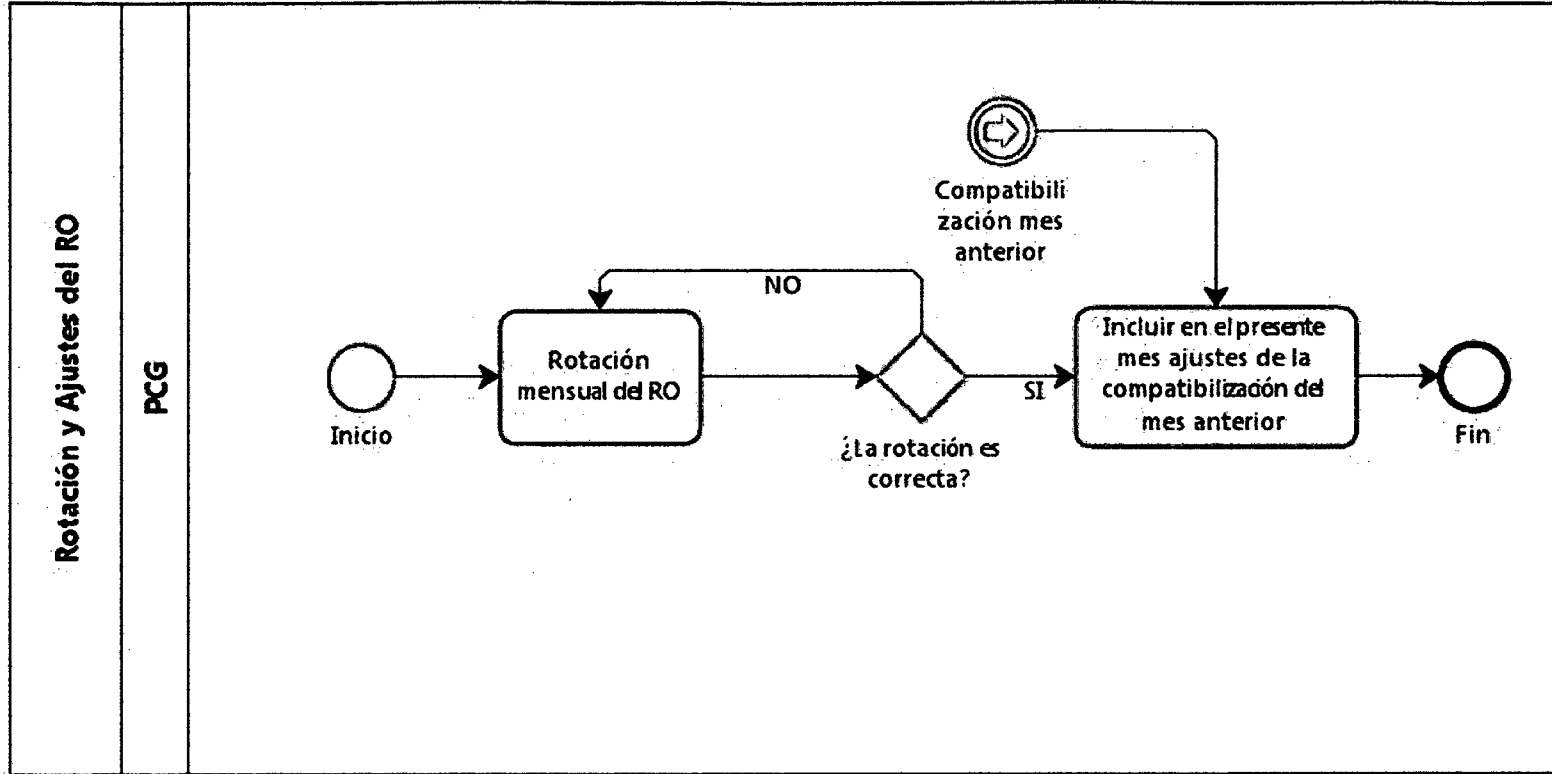 Rotación y Ajustes del RO
PCG
Inicio
Rotación
mensual del RO
NO
¿La rotación es
correcta?
SI
Compatibili
zación mes
anterior
Incluir en el presente
mes ajustes de la
compatibilización del
mes anterior
Fin